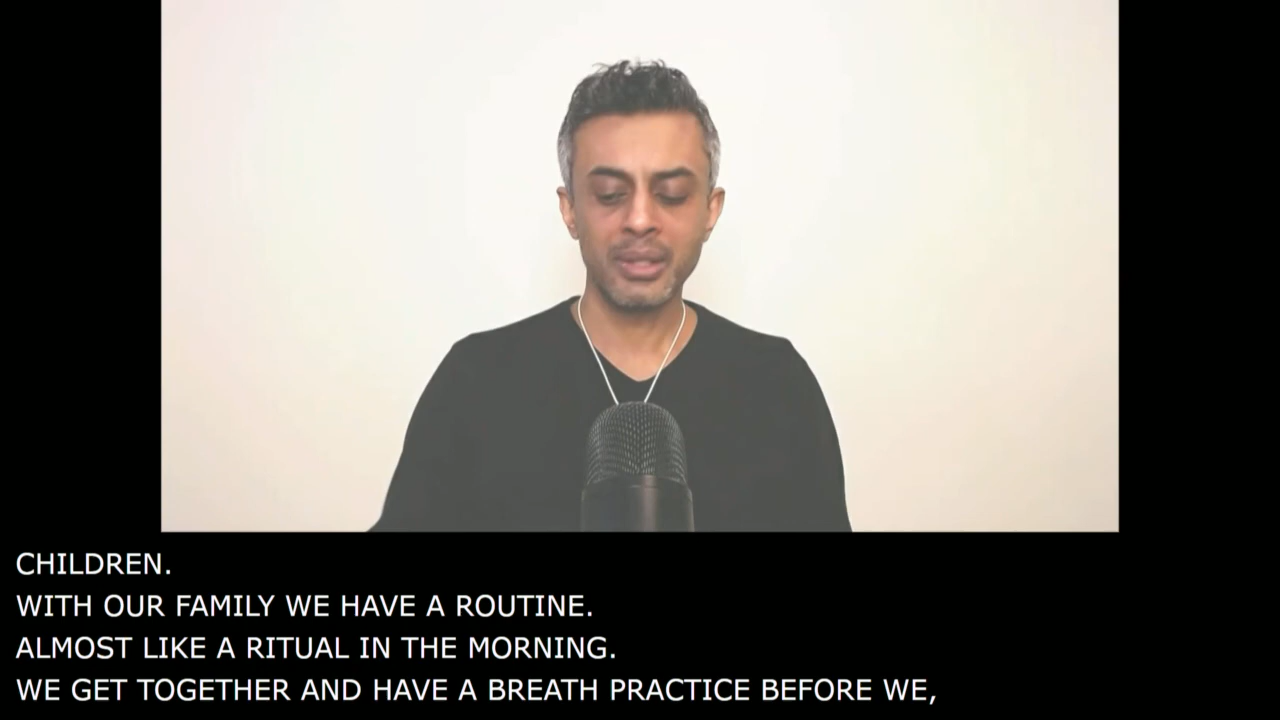 CHILDREN.
WITH OUR FAMILY WE HAVE A ROUTINE.
ALMOST LIKE A RITUAL IN THE MORNING.
WE GET TOGETHER AND HAVE A BREATH PRACTICE BEFORE WE,